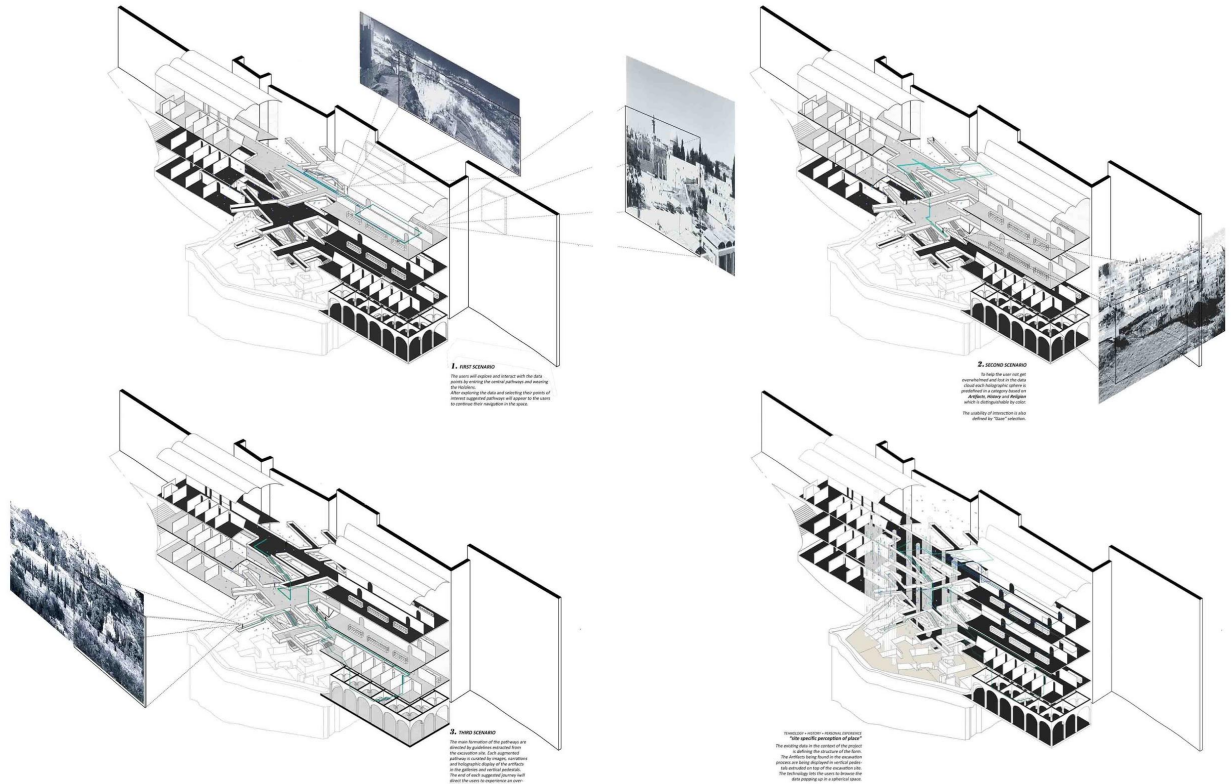 1. FIRST SCENARIO
The users will explore and interact with the data
points by entering the central pathways and wearing
the Hololens.
After exploring the data and selecting their points of
interest suggested pathways will appear to the users
to continue their navigation in the space.
2. SECOND SCENARIO
To help the user not get
overwhelmed and lost in the data
cloud each holographic sphere is
predefined in a category based on
Artifacts, History and Religion
which is distinguishable by color.
The usability of interaction is also
defined by "Gaze" selection.
3. THIRD SCENARIO
The main formation of the pathways are
directed by guidelines extracted from
the excavation site. Each augmented
pathway is curated by images, narrations
and holographic display of the artifacts
in the galleries and vertical pedestals.
The end of each suggested journey will
direct the users to experience an over-
TEHNOLOGY + HISTORY + PERSONAL EXPERIENCE
"site specific perception of place"
The existing data in the context of the project
is defining the structure of the form.
The Artifacts being found in the excavation
process are being displayed in vertical pedes-
tals extruded on top of the excavation site.
The technology lets the users to browse the
data popping up in a spherical space.